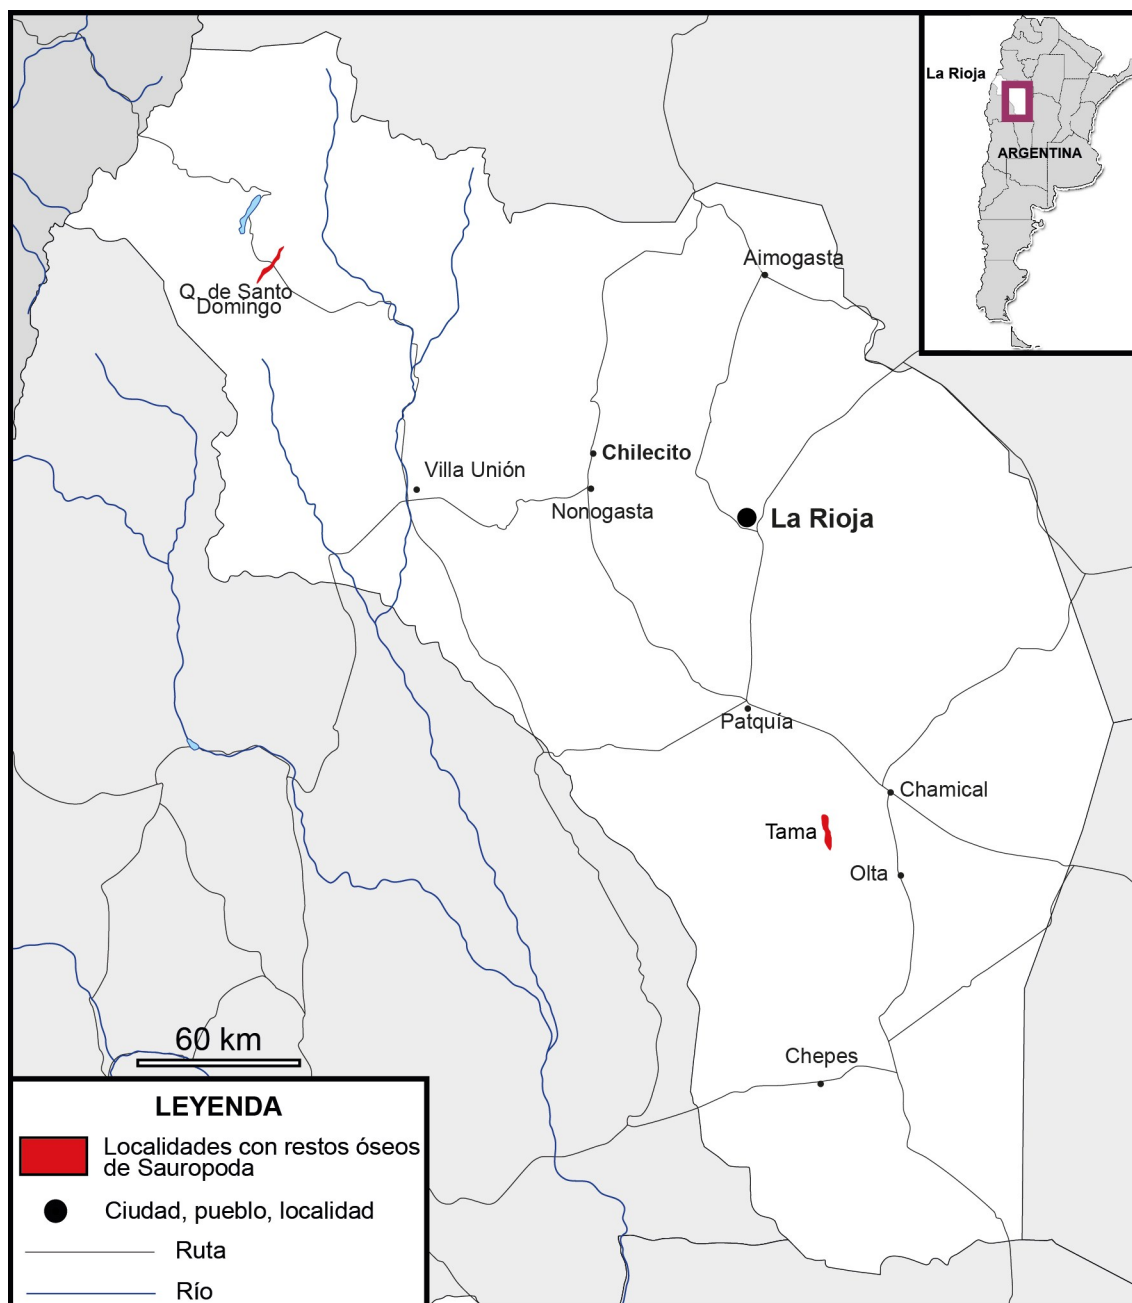 La Rioja
ARGENTINA
Aimogasta
Q. de Santo
Domingo
Chilecito
Villa Unión
Nonogasta
La Rioja
Patquía
Chamical
Tama
Olta
60 km
Chepes
LEYENDA
Localidades con restos óseos
de Sauropoda
Ciudad, pueblo, localidad
Ruta
Río